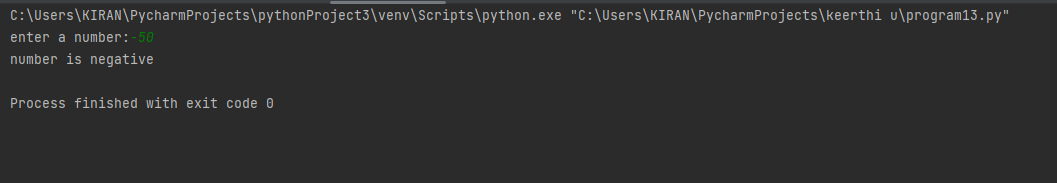 C:\Users\KIRAN\PycharmProjects\pythonProject3\venv\Scripts\python.exe "C:\Users\KIRAN\PycharmProjects\keerthi u\program13.py"
enter a number:-50
number is negative
Process finished with exit code 0